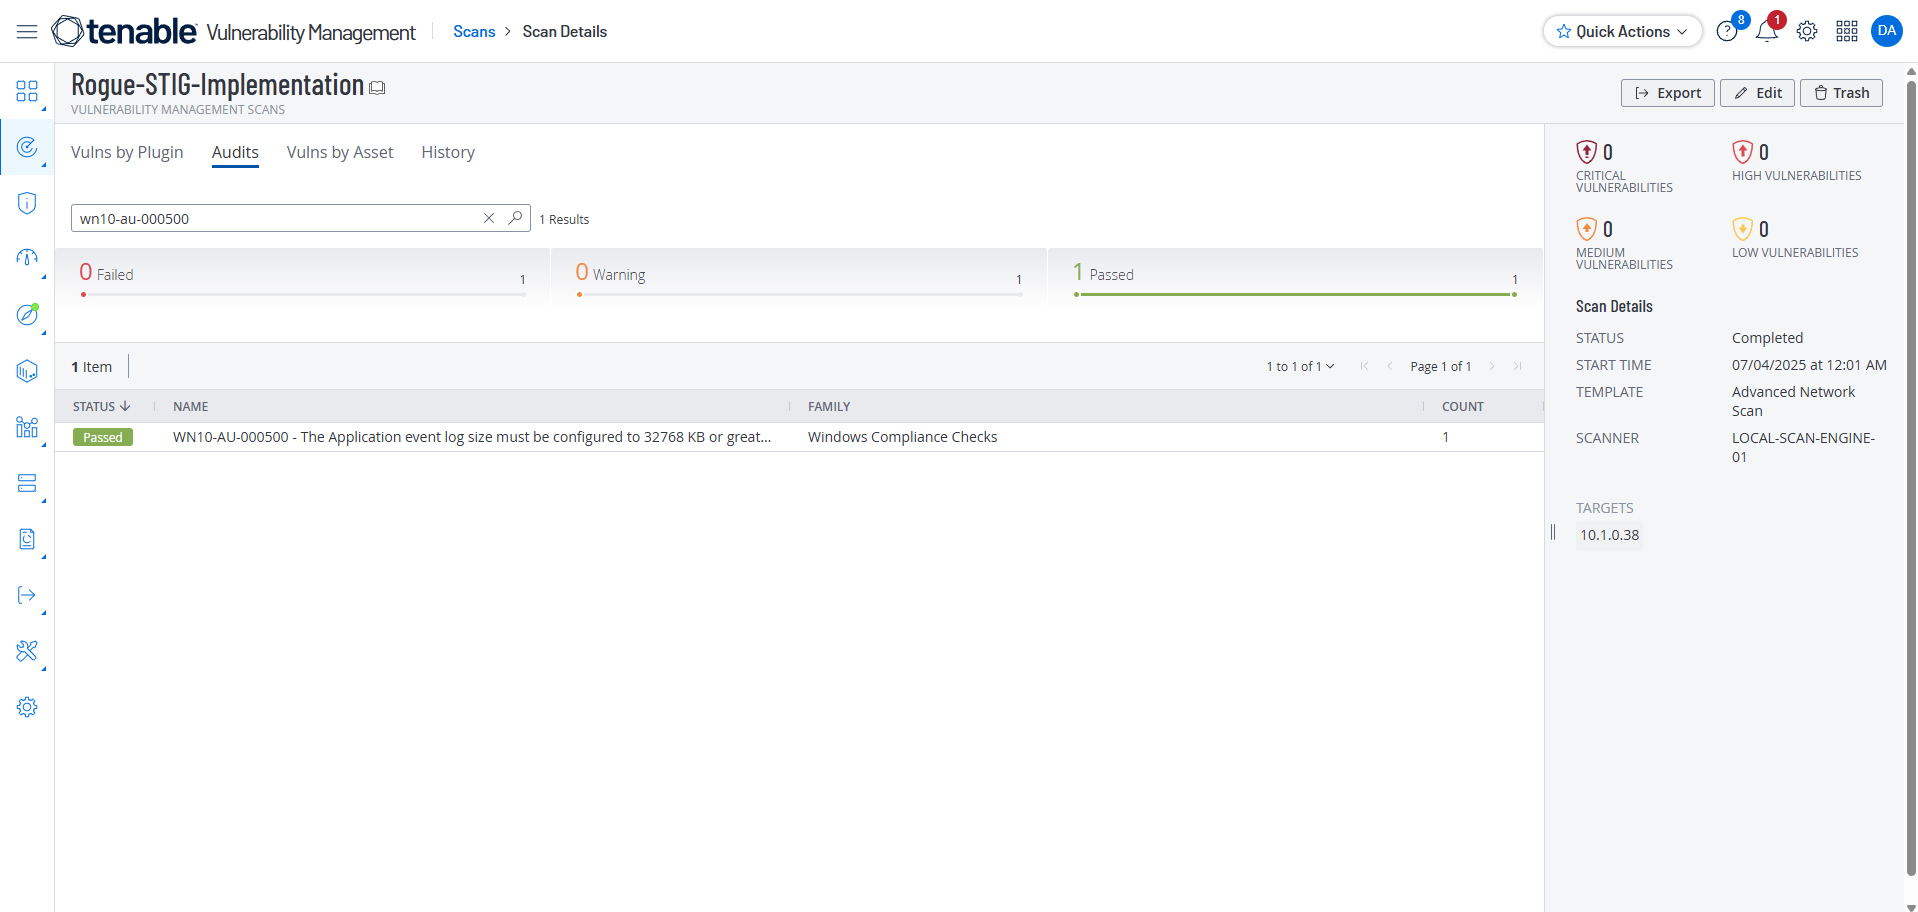 tenable Vulnerability Management Scans > Scan Details Quick Actions 8 1 DA
Rogue-STIG-Implementation
VULNERABILITY MANAGEMENT SCANS
Export Edit Trash
Vulns by Plugin Audits Vulns by Asset History
wn10-au-000500 1 Results
0 Failed 1 0 Warning 1 1 Passed 1
1 Item 1 to 1 of 1 Page 1 of 1
STATUS NAME FAMILY COUNT
Passed WN10-AU-000500 - The Application event log size must be configured to 32768 KB or great... Windows Compliance Checks 1
0
CRITICAL
VULNERABILITIES
0
HIGH VULNERABILITIES
0
MEDIUM
VULNERABILITIES
0
LOW VULNERABILITIES
Scan Details
STATUS Completed
START TIME 07/04/2025 at 12:01 AM
TEMPLATE Advanced Network
Scan
SCANNER LOCAL-SCAN-ENGINE-
01
TARGETS
10.1.0.38